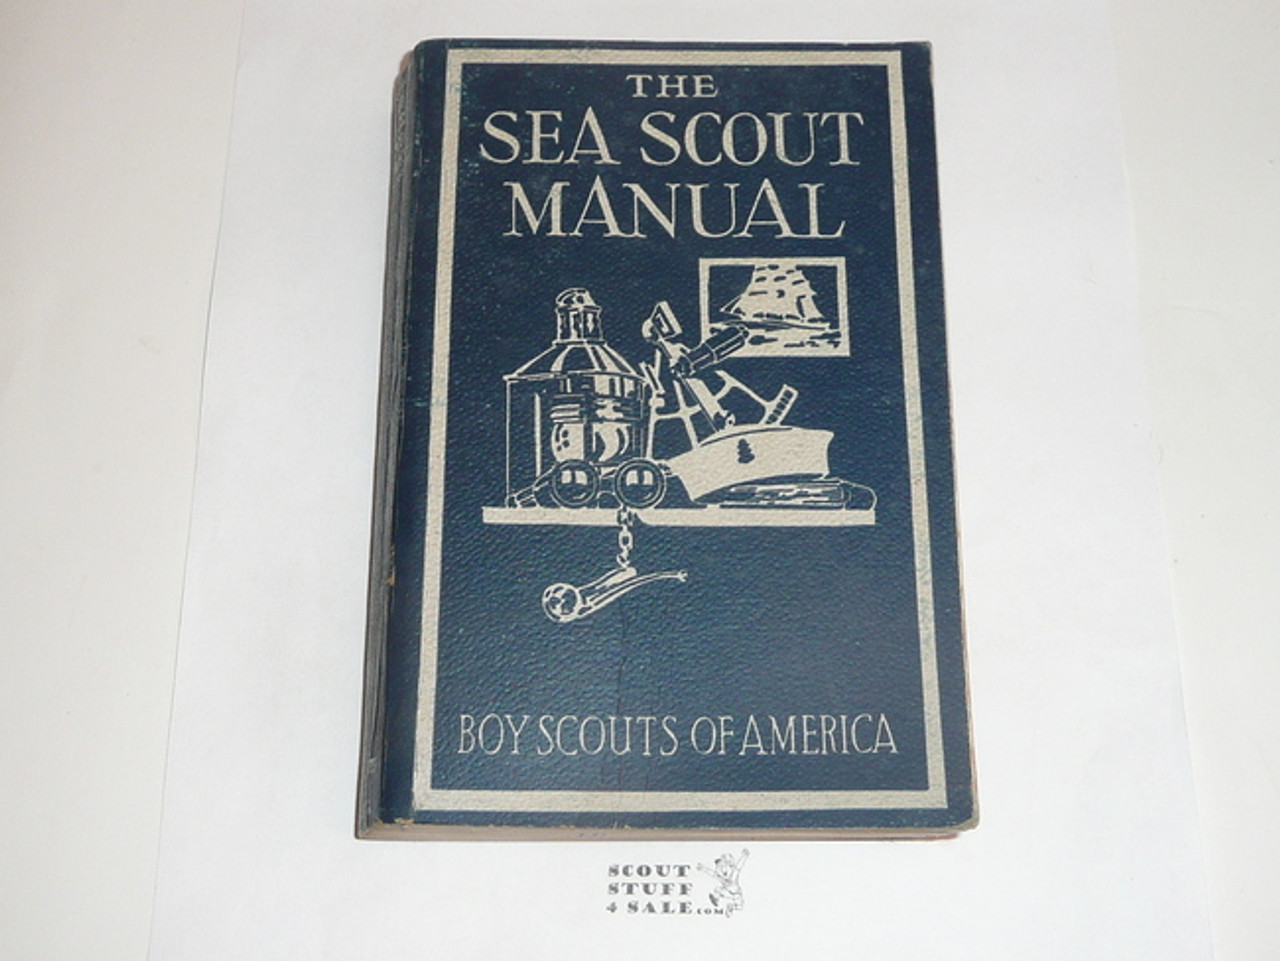 THE
SEA SCOUT
MANUAL
BOY SCOUTS OF AMERICA
SCOUT
STUFF
4 SALE.COM